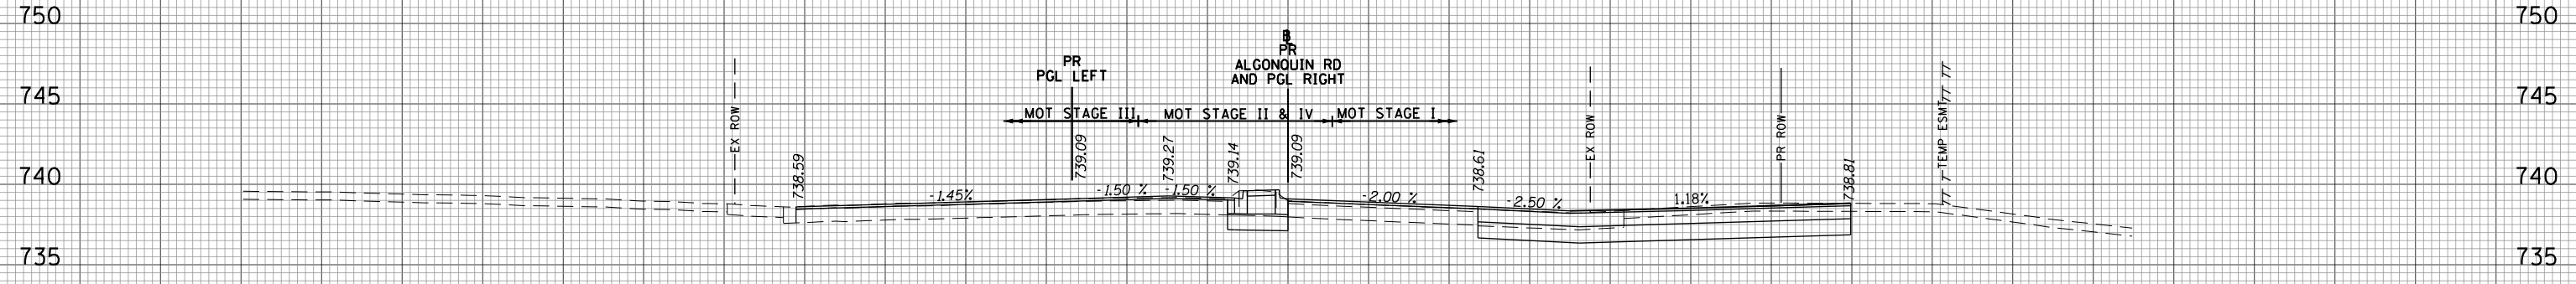 750
750
B
PR
ALGONQUIN RD
AND PGL RIGHT
PR
PGL LEFT
745
745
MOT STAGE III
MOT STAGE II & IV
MOT STAGE I
EX ROW
EX ROW
PR ROW
TEMP ESMT
740
740
738.59
739.09
739.27
739.14
739.09
738.61
738.81
-1.45%
-1.50 %
-1.50 %
-2.00 %
-2.50 %
1.18%
735
735